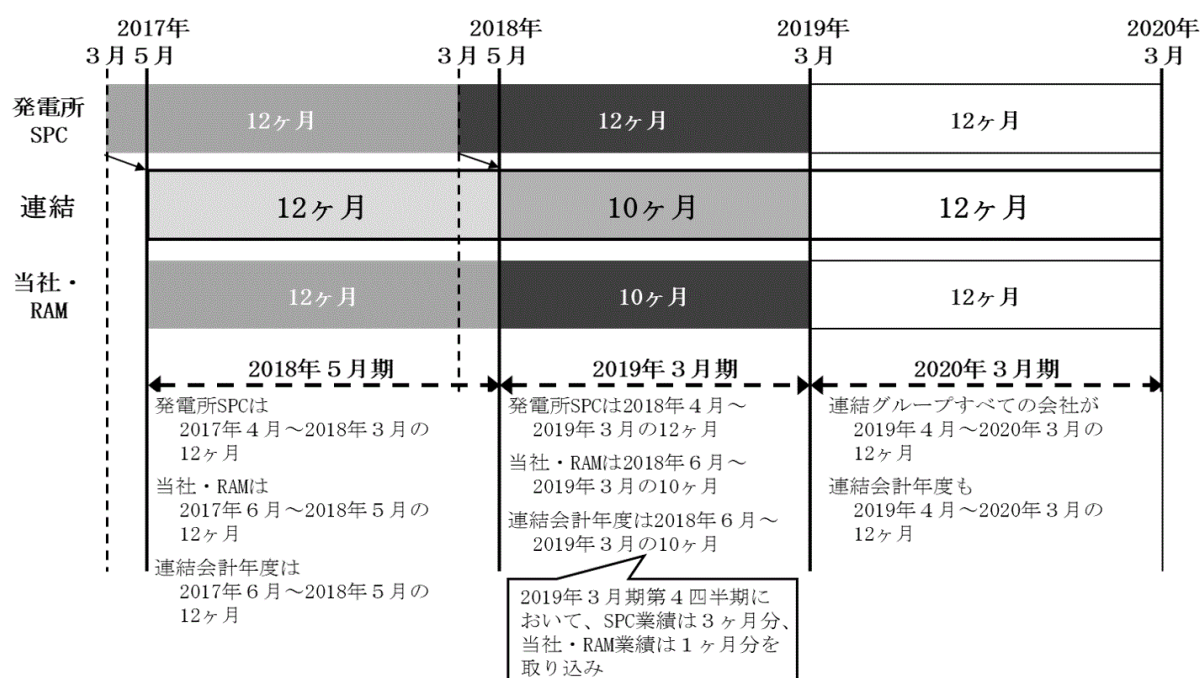 2017年
3月5月
2018年
3月5月
2019年
3月
2020年
3月
発電所
SPC
12ヶ月
12ヶ月
12ヶ月
連結
12ヶ月
10ヶ月
12ヶ月
当社・
RAM
12ヶ月
10ヶ月
12ヶ月
2018年5月期
2019年3月期
2020年3月期
発電所SPCは
2017年4月～2018年3月の
12ヶ月
当社・RAMは
2017年6月～2018年5月の
12ヶ月
連結会計年度は
2017年6月～2018年5月の
12ヶ月
発電所SPCは2018年4月～
2019年3月の12ヶ月
当社・RAMは2018年6月～
2019年3月の10ヶ月
連結会計年度は2018年6月～
2019年3月の10ヶ月
2019年3月期第4四半期に
おいて、SPC業績は3ヶ月分、
当社・RAM業績は1ヶ月分を
取り込み
連結グループすべての会社が
2019年4月～2020年3月の
12ヶ月
連結会計年度も
2019年4月～2020年3月の
12ヶ月